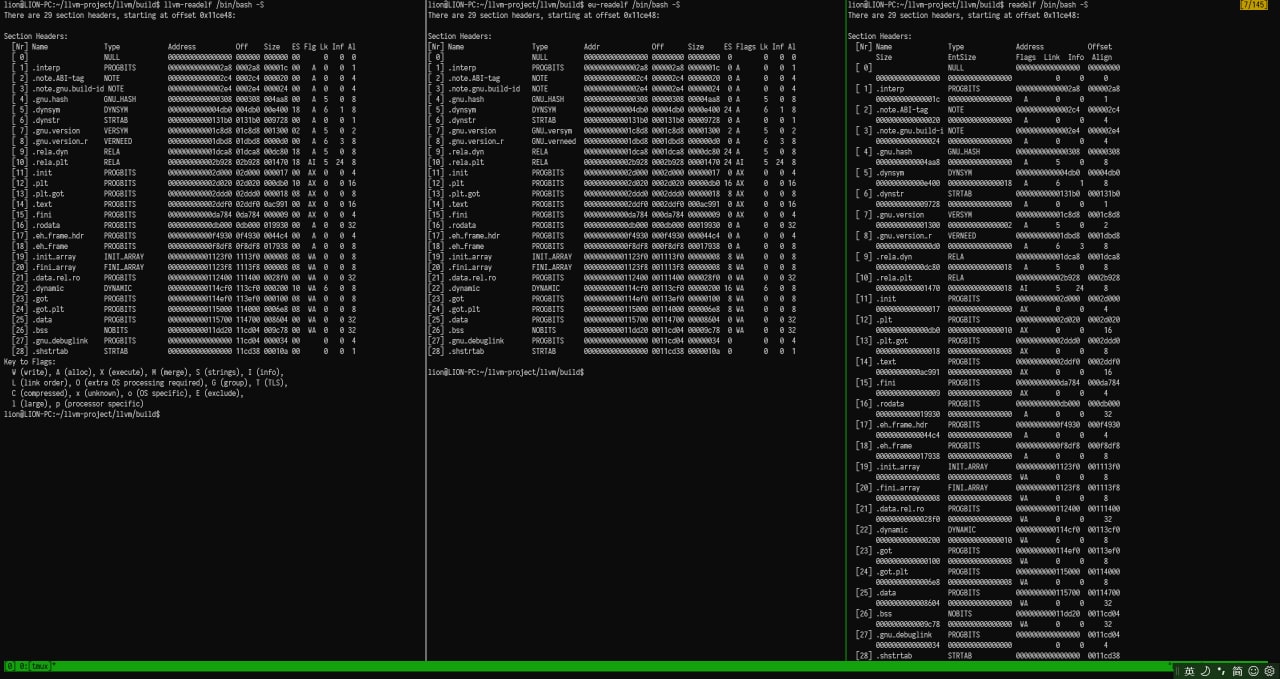 lion@LION-PC:~/llvm-project/llvm/build$ llvm-readelf /bin/bash -S
There are 29 section headers, starting at offset 0x11ce48:
Section Headers:
[Nr] Name Type Address Off Size ES Flg Lk Inf Al
[ 0] NULL 0000000000000000 000000 000000 00 0 0 0
[ 1] .interp PROGBITS 00000000000002a8 0002a8 00001c 00 A 0 0 1
[ 2] .note.ABI-tag NOTE 00000000000002c4 0002c4 000020 00 A 0 0 4
[ 3] .note.gnu.build-id NOTE 00000000000002e4 0002e4 000024 00 A 0 0 4
[ 4] .gnu.hash GNU_HASH 0000000000000308 000308 004aa8 00 A 5 0 8
[ 5] .dynsym DYNSYM 0000000000004db0 004db0 00e400 18 A 6 1 8
[ 6] .dynstr STRTAB 00000000000131b0 0131b0 009728 00 A 0 0 1
[ 7] .gnu.version VERSYM 000000000001c8d8 01c8d8 001300 02 A 5 0 2
[ 8] .gnu.version_r VERNEED 000000000001dbd8 01dbd8 0000d0 00 A 6 3 8
[ 9] .rela.dyn RELA 000000000001dca8 01dca8 00dc80 18 A 5 0 8
[10] .rela.plt RELA 000000000002b928 02b928 001470 18 AI 5 24 8
[11] .init PROGBITS 000000000002d000 02d000 000017 00 AX 0 0 4
[12] .plt PROGBITS 000000000002d020 02d020 000db0 10 AX 0 0 16
[13] .plt.got PROGBITS 000000000002ddd0 02ddd0 000018 08 AX 0 0 8
[14] .text PROGBITS 000000000002ddf0 02ddf0 0ac991 00 AX 0 0 16
[15] .fini PROGBITS 00000000000da784 0da784 000009 00 AX 0 0 4
[16] .rodata PROGBITS 00000000000db000 0db000 019930 00 A 0 0 32
[17] .eh_frame_hdr PROGBITS 00000000000f4930 0f4930 0044c4 00 A 0 0 4
[18] .eh_frame PROGBITS 00000000000f8df8 0f8df8 017938 00 A 0 0 8
[19] .init_array INIT_ARRAY 00000000001123f0 1113f0 000008 08 WA 0 0 8
[20] .fini_array FINI_ARRAY 00000000001123f8 1113f8 000008 08 WA 0 0 8
[21] .data.rel.ro PROGBITS 0000000000112400 111400 0028f0 00 WA 0 0 32
[22] .dynamic DYNAMIC 0000000000114cf0 113cf0 000200 10 WA 6 0 8
[23] .got PROGBITS 0000000000114ef0 113ef0 000100 08 WA 0 0 8
[24] .got.plt PROGBITS 0000000000115000 114000 0006e8 08 WA 0 0 8
[25] .data PROGBITS 0000000000115700 114700 008604 00 WA 0 0 32
[26] .bss NOBITS 000000000011dd20 11cd04 009c78 00 WA 0 0 32
[27] .gnu_debuglink PROGBITS 0000000000000000 11cd04 000034 00 0 0 4
[28] .shstrtab STRTAB 0000000000000000 11cd38 00010a 00 0 0 1
Key to Flags:
W (write), A (alloc), X (execute), M (merge), S (strings), I (info),
L (link order), O (extra OS processing required), G (group), T (TLS),
C (compressed), x (unknown), o (OS specific), E (exclude),
l (large), p (processor specific)
lion@LION-PC:~/llvm-project/llvm/build$
lion@LION-PC:~/llvm-project/llvm/build$ eu-readelf /bin/bash -S
There are 29 section headers, starting at offset 0x11ce48:
Section Headers:
[Nr] Name Type Addr Off Size ES Flags Lk Inf Al
[ 0] NULL 0000000000000000 00000000 00000000 0 0 0 0
[ 1] .interp PROGBITS 00000000000002a8 000002a8 0000001c 0 A 0 0 1
[ 2] .note.ABI-tag NOTE 00000000000002c4 000002c4 00000020 0 A 0 0 4
[ 3] .note.gnu.build-id NOTE 00000000000002e4 000002e4 00000024 0 A 0 0 4
[ 4] .gnu.hash GNU_HASH 0000000000000308 00000308 00004aa8 0 A 5 0 8
[ 5] .dynsym DYNSYM 0000000000004db0 00004db0 0000e400 24 A 6 1 8
[ 6] .dynstr STRTAB 00000000000131b0 000131b0 00009728 0 A 0 0 1
[ 7] .gnu.version GNU_versym 000000000001c8d8 0001c8d8 00001300 2 A 5 0 2
[ 8] .gnu.version_r GNU_verneed 000000000001dbd8 0001dbd8 000000d0 0 A 6 3 8
[ 9] .rela.dyn RELA 000000000001dca8 0001dca8 0000dc80 24 A 5 0 8
[10] .rela.plt RELA 000000000002b928 0002b928 00001470 24 AI 5 24 8
[11] .init PROGBITS 000000000002d000 0002d000 00000017 0 AX 0 0 4
[12] .plt PROGBITS 000000000002d020 0002d020 00000db0 16 AX 0 0 16
[13] .plt.got PROGBITS 000000000002ddd0 0002ddd0 00000018 8 AX 0 0 8
[14] .text PROGBITS 000000000002ddf0 0002ddf0 000ac991 0 AX 0 0 16
[15] .fini PROGBITS 00000000000da784 000da784 00000009 0 AX 0 0 4
[16] .rodata PROGBITS 00000000000db000 000db000 00019930 0 A 0 0 32
[17] .eh_frame_hdr PROGBITS 00000000000f4930 000f4930 000044c4 0 A 0 0 4
[18] .eh_frame PROGBITS 00000000000f8df8 000f8df8 00017938 0 A 0 0 8
[19] .init_array INIT_ARRAY 00000000001123f0 001113f0 00000008 8 WA 0 0 8
[20] .fini_array FINI_ARRAY 00000000001123f8 001113f8 00000008 8 WA 0 0 8
[21] .data.rel.ro PROGBITS 0000000000112400 00111400 000028f0 0 WA 0 0 32
[22] .dynamic DYNAMIC 0000000000114cf0 00113cf0 00000200 16 WA 6 0 8
[23] .got PROGBITS 0000000000114ef0 00113ef0 00000100 8 WA 0 0 8
[24] .got.plt PROGBITS 0000000000115000 00114000 000006e8 8 WA 0 0 8
[25] .data PROGBITS 0000000000115700 00114700 00008604 0 WA 0 0 32
[26] .bss NOBITS 000000000011dd20 0011cd04 00009c78 0 WA 0 0 32
[27] .gnu_debuglink PROGBITS 0000000000000000 0011cd04 00000034 0 0 0 4
[28] .shstrtab STRTAB 0000000000000000 0011cd38 0000010a 0 0 0 1
lion@LION-PC:~/llvm-project/llvm/build$
lion@LION-PC:~/llvm-project/llvm/build$ readelf /bin/bash -S
[7/145]
There are 29 section headers, starting at offset 0x11ce48:
Section Headers:
[Nr] Name Type Address Offset
Size EntSize Flags Link Info Align
[ 0] NULL 0000000000000000 00000000
0000000000000000 0000000000000000 0 0 0
[ 1] .interp PROGBITS 00000000000002a8 000002a8
000000000000001c 0000000000000000 A 0 0 1
[ 2] .note.ABI-tag NOTE 00000000000002c4 000002c4
0000000000000020 0000000000000000 A 0 0 4
[ 3] .note.gnu.build-i NOTE 00000000000002e4 000002e4
0000000000000024 0000000000000000 A 0 0 4
[ 4] .gnu.hash GNU_HASH 0000000000000308 00000308
0000000000004aa8 0000000000000000 A 5 0 8
[ 5] .dynsym DYNSYM 0000000000004db0 00004db0
000000000000e400 0000000000000018 A 6 1 8
[ 6] .dynstr STRTAB 00000000000131b0 000131b0
0000000000009728 0000000000000000 A 0 0 1
[ 7] .gnu.version VERSYM 000000000001c8d8 0001c8d8
0000000000001300 0000000000000002 A 5 0 2
[ 8] .gnu.version_r VERNEED 000000000001dbd8 0001dbd8
00000000000000d0 0000000000000000 A 6 3 8
[ 9] .rela.dyn RELA 000000000001dca8 0001dca8
000000000000dc80 0000000000000018 A 5 0 8
[10] .rela.plt RELA 000000000002b928 0002b928
0000000000001470 0000000000000018 AI 5 24 8
[11] .init PROGBITS 000000000002d000 0002d000
0000000000000017 0000000000000000 AX 0 0 4
[12] .plt PROGBITS 000000000002d020 0002d020
0000000000000db0 0000000000000010 AX 0 0 16
[13] .plt.got PROGBITS 000000000002ddd0 0002ddd0
0000000000000018 0000000000000008 AX 0 0 8
[14] .text PROGBITS 000000000002ddf0 0002ddf0
00000000000ac991 0000000000000000 AX 0 0 16
[15] .fini PROGBITS 00000000000da784 000da784
0000000000000009 0000000000000000 AX 0 0 4
[16] .rodata PROGBITS 00000000000db000 000db000
0000000000019930 0000000000000000 A 0 0 32
[17] .eh_frame_hdr PROGBITS 00000000000f4930 000f4930
00000000000044c4 0000000000000000 A 0 0 4
[18] .eh_frame PROGBITS 00000000000f8df8 000f8df8
0000000000017938 0000000000000000 A 0 0 8
[19] .init_array INIT_ARRAY 00000000001123f0 001113f0
0000000000000008 0000000000000008 WA 0 0 8
[20] .fini_array FINI_ARRAY 00000000001123f8 001113f8
0000000000000008 0000000000000008 WA 0 0 8
[21] .data.rel.ro PROGBITS 0000000000112400 00111400
00000000000028f0 0000000000000000 WA 0 0 32
[22] .dynamic DYNAMIC 0000000000114cf0 00113cf0
0000000000000200 0000000000000010 WA 6 0 8
[23] .got PROGBITS 0000000000114ef0 00113ef0
0000000000000100 0000000000000008 WA 0 0 8
[24] .got.plt PROGBITS 0000000000115000 00114000
00000000000006e8 0000000000000008 WA 0 0 8
[25] .data PROGBITS 0000000000115700 00114700
0000000000008604 0000000000000000 WA 0 0 32
[26] .bss NOBITS 000000000011dd20 0011cd04
0000000000009c78 0000000000000000 WA 0 0 32
[27] .gnu_debuglink PROGBITS 0000000000000000 0011cd04
0000000000000034 0000000000000000 0 0 4
[28] .shstrtab STRTAB 0000000000000000 0011cd38
[0] 0:[tmux]*
英 简